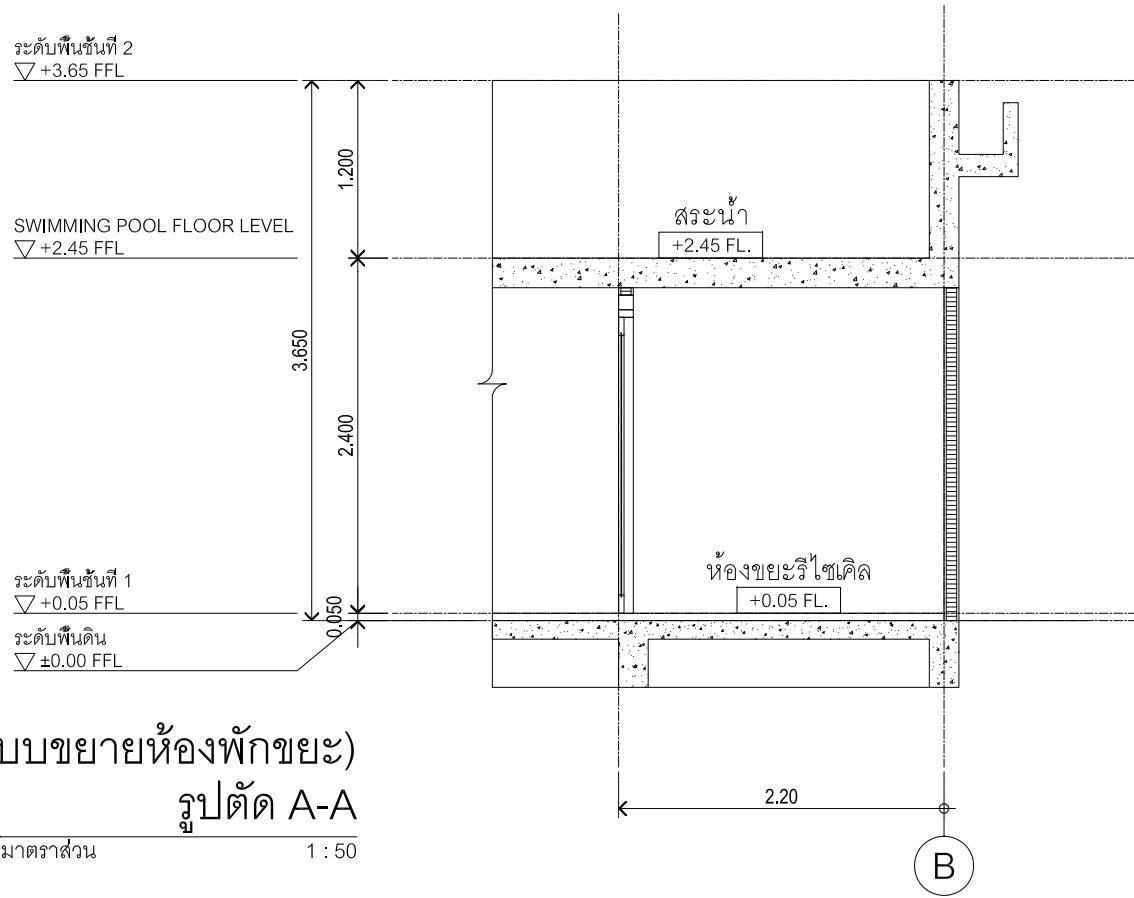 ระดับพื้นชั้นที่ 2
+3.65 FFL
1.200
SWIMMING POOL FLOOR LEVEL
+2.45 FFL
สระน้ำ
+2.45 FL.
3.650
2.400
ห้องขยะรีไซเคิล
+0.05 FL.
ระดับพื้นชั้นที่ 1
+0.05 FFL
0.050
ระดับพื้นดิน
±0.00 FFL
บบขยายห้องพักขยะ)
รูปตัด A-A
มาตราส่วน 1 : 50
2.20
B